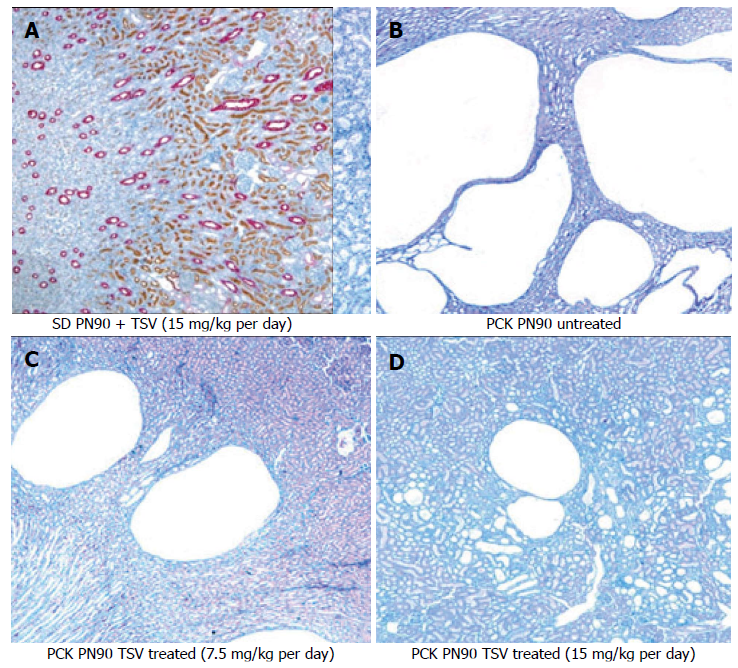 A
B
SD PN90 + TSV (15 mg/kg per day)
PCK PN90 untreated
C
D
PCK PN90 TSV treated (7.5 mg/kg per day)
PCK PN90 TSV treated (15 mg/kg per day)